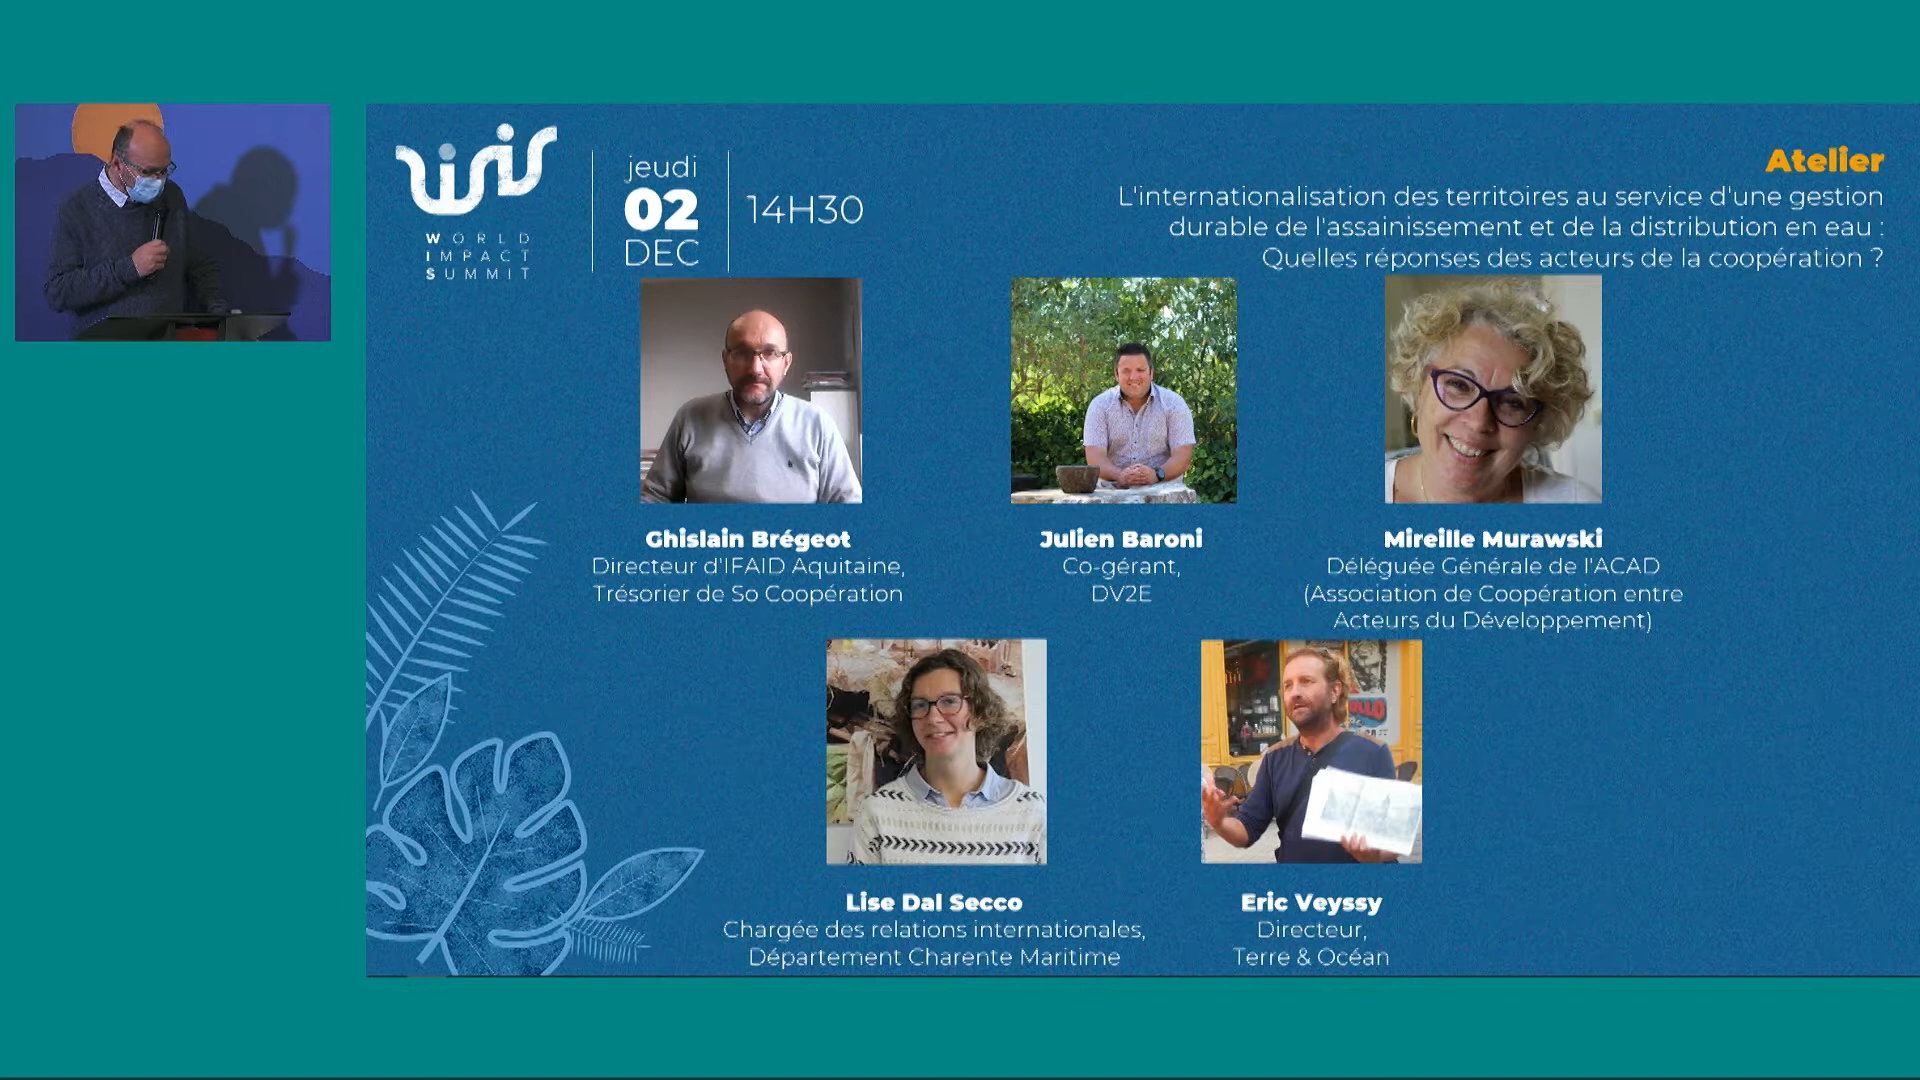 WIS
WORLD
IMPACT
SUMMIT
jeudi
02
DEC
14H30
Atelier
L'internationalisation des territoires au service d'une gestion
durable de l'assainissement et de la distribution en eau :
Quelles réponses des acteurs de la coopération ?
Ghislain Brégeot
Directeur d'IFAID Aquitaine,
Trésorier de So Coopération
Julien Baroni
Co-gérant,
DV2E
Mireille Murawski
Déléguée Générale de l'ACAD
(Association de Coopération entre
Acteurs du Développement)
Lise Dal Secco
Chargée des relations internationales,
Département Charente Maritime
Eric Veyssy
Directeur,
Terre & Océan